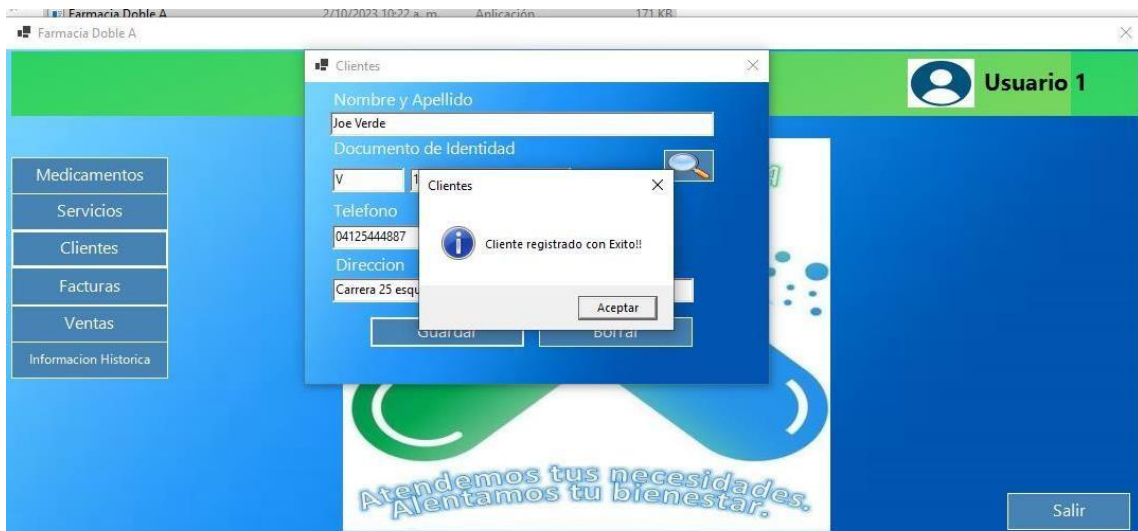 Farmacia Doble A 2/10/2023 10:22 a. m. Aplicación 171 KB
Farmacia Doble A
Clientes
Usuario 1
Nombre y Apellido
Joe Verde
Documento de Identidad
V 1
Telefono
04125444887
Direccion
Carrera 25 esqu
Guardar Borrar
Clientes
Cliente registrado con Exito!!
Aceptar
Medicamentos
Servicios
Clientes
Facturas
Ventas
Informacion Historica
A
Atendemos tus necesidades.
Alentamos tu bienestar.
Salir